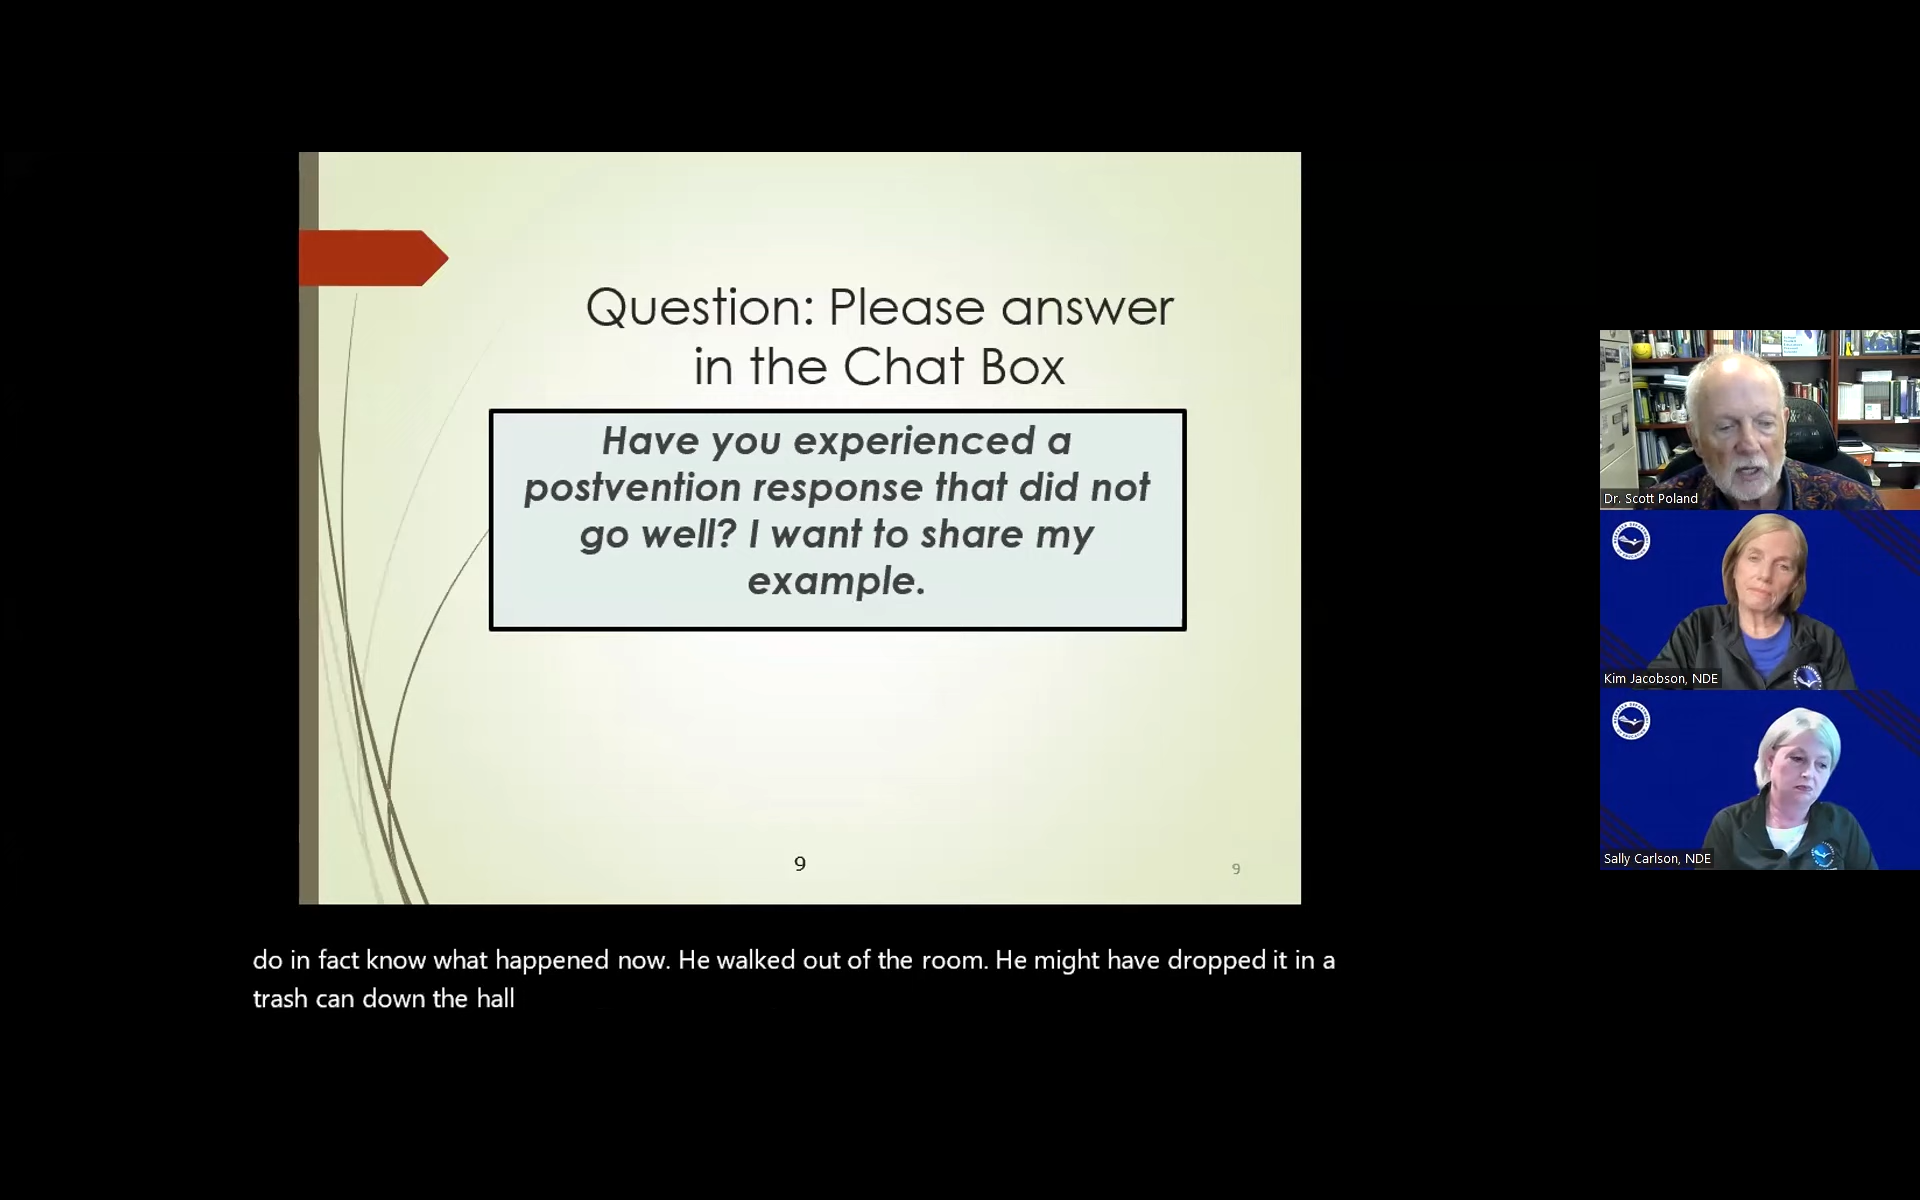 Question: Please answer
in the Chat Box
Have you experienced a
postvention response that did not
go well? I want to share my
example.
9
9
Dr. Scott Poland
Kim Jacobson, NDE
Sally Carlson, NDE
do in fact know what happened now. He walked out of the room. He might have dropped it in a
trash can down the hall